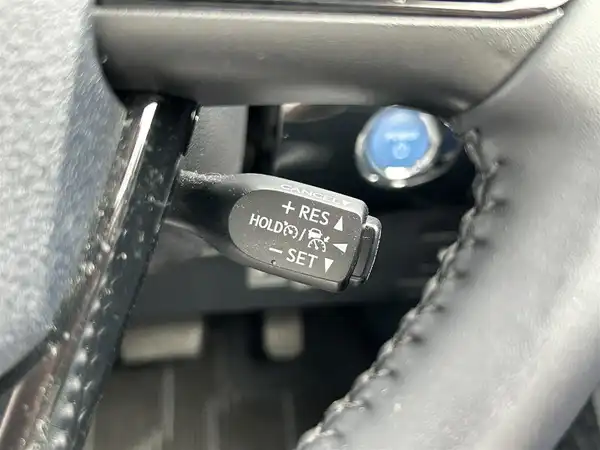 CANCEL
+ RES ▲
HOLD / ◀
– SET ▼